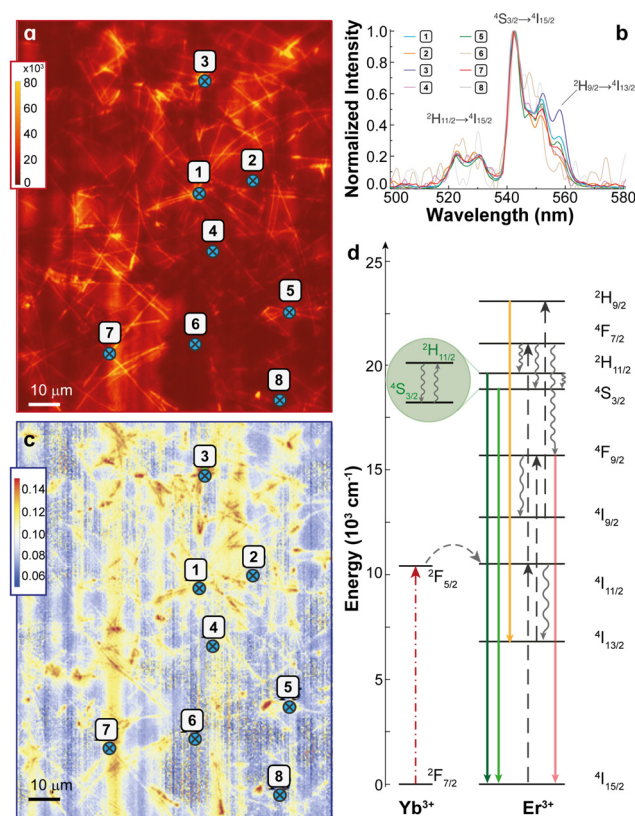 a
x10³
80
60
40
20
0
1
2
3
4
5
6
7
8
10 µm
b
⁴S₃/₂→⁴I₁₅/₂
²H₉/₂→⁴I₁₃/₂
²H₁₁/₂→⁴I₁₅/₂
1
2
3
4
5
6
7
8
Normalized Intensity
1.0
0.8
0.6
0.4
0.2
0.0
500
520
540
560
580
Wavelength (nm)
c
0.14
0.12
0.10
0.08
0.06
1
2
3
4
5
6
7
8
10 µm
d
Energy (10³ cm⁻¹)
25
20
15
10
5
0
²H₁₁/₂
⁴S₃/₂
²H₉/₂
⁴F₇/₂
²H₁₁/₂
⁴S₃/₂
⁴F₉/₂
⁴I₉/₂
⁴I₁₁/₂
⁴I₁₃/₂
⁴I₁₅/₂
²F₅/₂
²F₇/₂
Yb³⁺
Er³⁺